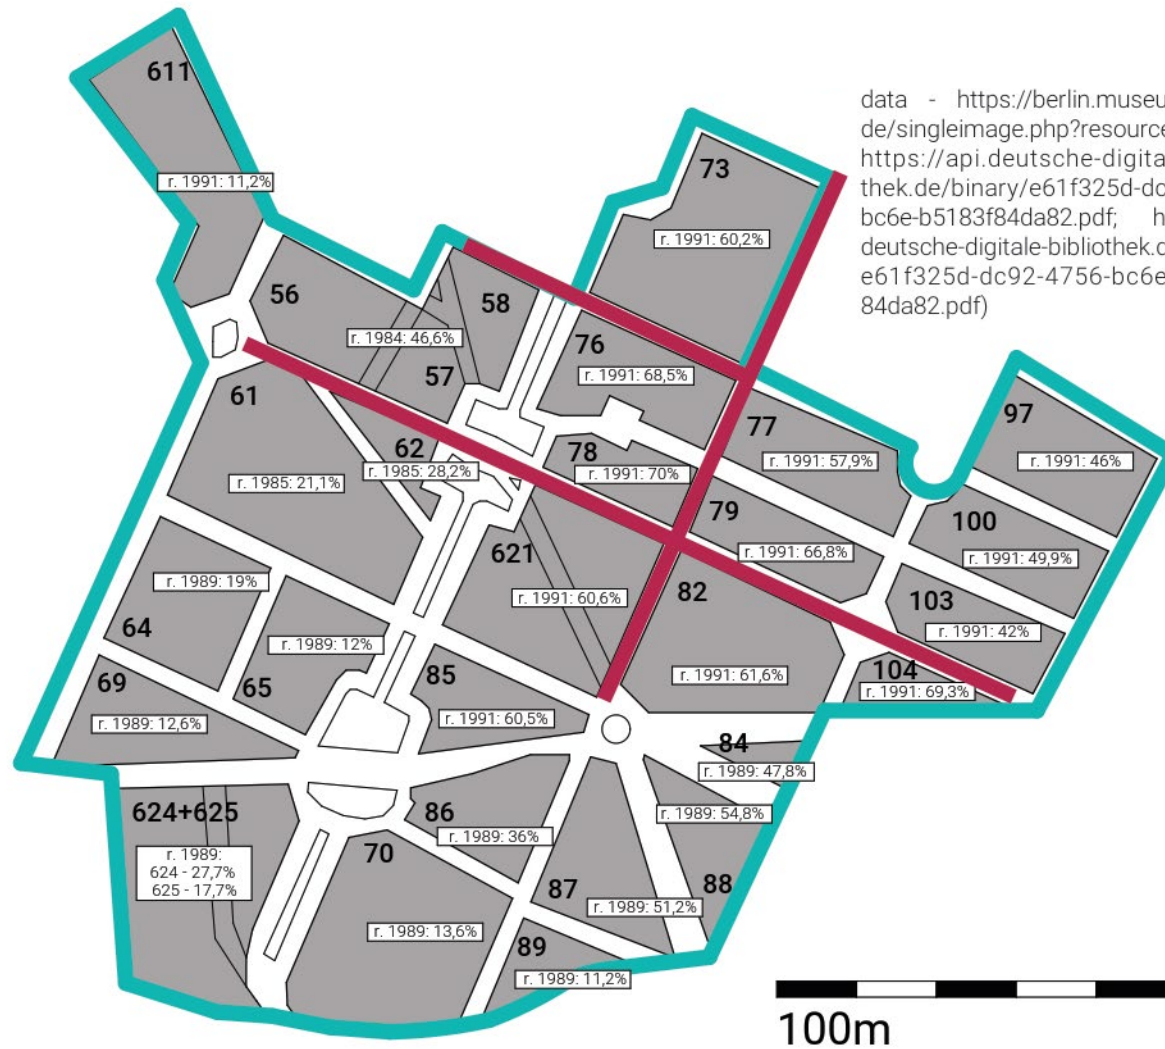 611
r. 1991: 11,2%
data - https://berlin.museu
de/singleimage.php?resource
https://api.deutsche-digita
thek.de/binary/e61f325d-dc
bc6e-b5183f84da82.pdf; h
deutsche-digitale-bibliothek.d
e61f325d-dc92-4756-bc6e
84da82.pdf)
73
r. 1991: 60,2%
56
58
r. 1984: 46,6%
57
76
r. 1991: 68,5%
61
r. 1985: 21,1%
62
r. 1985: 28,2%
78
r. 1991: 70%
77
r. 1991: 57,9%
97
r. 1991: 46%
79
r. 1991: 66,8%
100
r. 1991: 49,9%
621
r. 1991: 60,6%
82
r. 1991: 61,6%
103
r. 1991: 42%
104
r. 1991: 69,3%
r. 1989: 19%
64
r. 1989: 12%
65
69
r. 1989: 12,6%
85
r. 1991: 60,5%
84
r. 1989: 47,8%
624+625
r. 1989:
624 - 27,7%
625 - 17,7%
86
r. 1989: 36%
r. 1989: 54,8%
88
70
r. 1989: 13,6%
87
r. 1989: 51,2%
89
r. 1989: 11,2%
100m